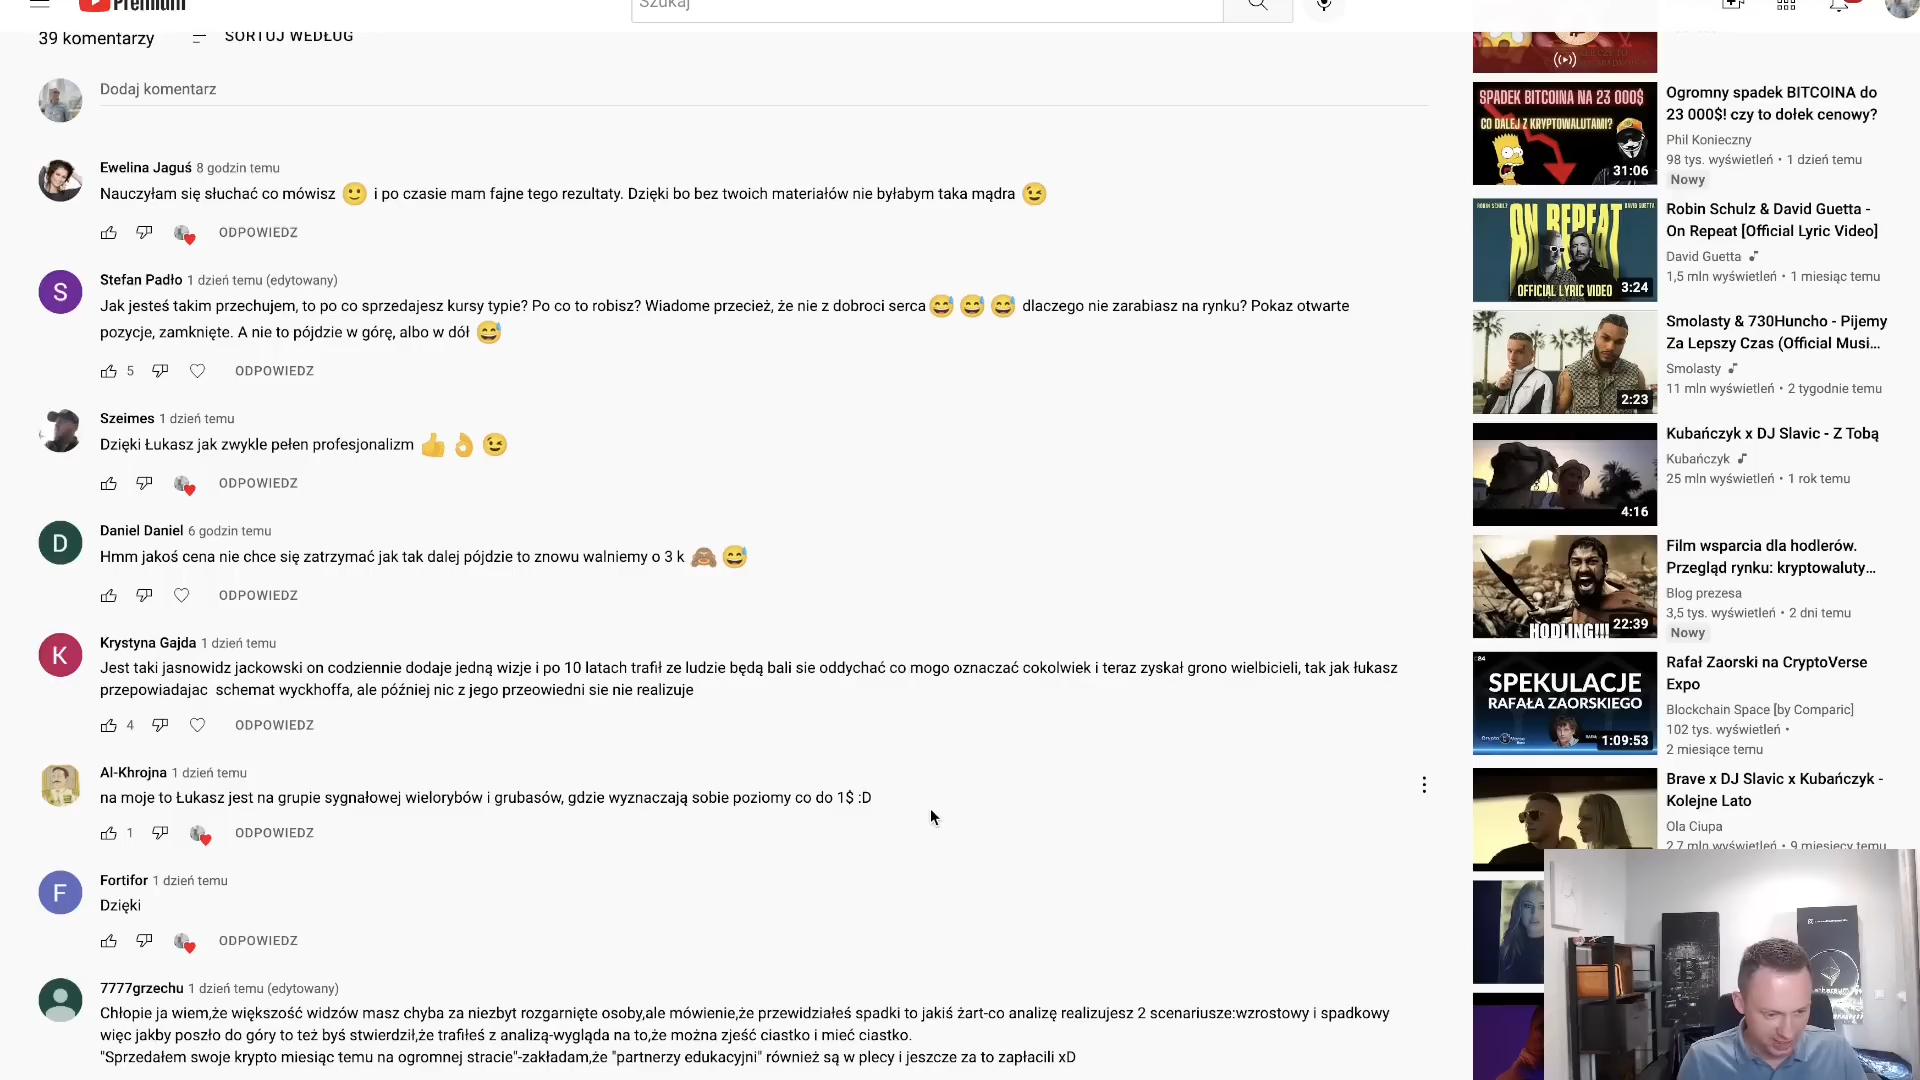 Premium
Szukaj
39 komentarzy
SORTUJ WEDŁUG
Dodaj komentarz
Ewelina Jaguś 8 godzin temu
Nauczyłam się słuchać co mówisz 🙂 i po czasie mam fajne tego rezultaty. Dzięki bo bez twoich materiałów nie byłabym taka mądra 😉
ODPOWIEDZ
S
Stefan Padło 1 dzień temu (edytowany)
Jak jesteś takim przechujem, to po co sprzedajesz kursy typie? Po co to robisz? Wiadome przecież, że nie z dobroci serca 😅 😅 😅 dlaczego nie zarabiasz na rynku? Pokaz otwarte
pozycje, zamknięte. A nie to pójdzie w górę, albo w dół 😅
5 ODPOWIEDZ
Szeimes 1 dzień temu
Dzięki Łukasz jak zwykle pełen profesjonalizm 👍 👌 😉
ODPOWIEDZ
D
Daniel Daniel 6 godzin temu
Hmm jakoś cena nie chce się zatrzymać jak tak dalej pójdzie to znowu walniemy o 3 k 🙈 😅
ODPOWIEDZ
K
Krystyna Gajda 1 dzień temu
Jest taki jasnowidz jackowski on codziennie dodaje jedną wizje i po 10 latach trafił ze ludzie będą bali sie oddychać co mogo oznaczać cokolwiek i teraz zyskał grono wielbicieli, tak jak łukasz
przepowiadajac schemat wyckhoffa, ale później nic z jego przeowiedni sie nie realizuje
4 ODPOWIEDZ
Al-Khrojna 1 dzień temu
na moje to Łukasz jest na grupie sygnałowej wielorybów i grubasów, gdzie wyznaczają sobie poziomy co do 1$ :D
1 ODPOWIEDZ
F
Fortifor 1 dzień temu
Dzięki
ODPOWIEDZ
7777grzechu 1 dzień temu (edytowany)
Chłopie ja wiem,że większość widzów masz chyba za niezbyt rozgarnięte osoby,ale mówienie,że przewidziałeś spadki to jakiś żart-co analizę realizujesz 2 scenariusze:wzrostowy i spadkowy
więc jakby poszło do góry to też byś stwierdził,że trafiłeś z analizą-wygląda na to,że można zjeść ciastko i mieć ciastko.
"Sprzedałem swoje krypto miesiąc temu na ogromnej stracie"-zakładam,że "partnerzy edukacyjni" również są w plecy i jeszcze za to zapłacili xD
SPADEK BITCOINA NA 23 000$
CO DALEJ Z KRYPTOWALUTAMI?
31:06
Ogromny spadek BITCOINA do
23 000$! czy to dołek cenowy?
Phil Konieczny
98 tys. wyświetleń • 1 dzień temu
Nowy
ROBIN SCHULZ
DAVID GUETTA
ON REPEAT
OFFICIAL LYRIC VIDEO
3:24
Robin Schulz & David Guetta -
On Repeat [Official Lyric Video]
David Guetta
1,5 mln wyświetleń • 1 miesiąc temu
2:23
Smolasty & 730Huncho - Pijemy
Za Lepszy Czas (Official Musi...
Smolasty
11 mln wyświetleń • 2 tygodnie temu
4:16
Kubańczyk x DJ Slavic - Z Tobą
Kubańczyk
25 mln wyświetleń • 1 rok temu
HODLING!!!
22:39
Film wsparcia dla hodlerów.
Przegląd rynku: kryptowaluty...
Blog prezesa
3,5 tys. wyświetleń • 2 dni temu
Nowy
SPEKULACJE
RAFAŁA ZAORSKIEGO
1:09:53
Rafał Zaorski na CryptoVerse
Expo
Blockchain Space [by Comparic]
102 tys. wyświetleń •
2 miesiące temu
Brave x DJ Slavic x Kubańczyk -
Kolejne Lato
Ola Ciupa
2,7 mln wyświetleń • 9 miesięcy temu